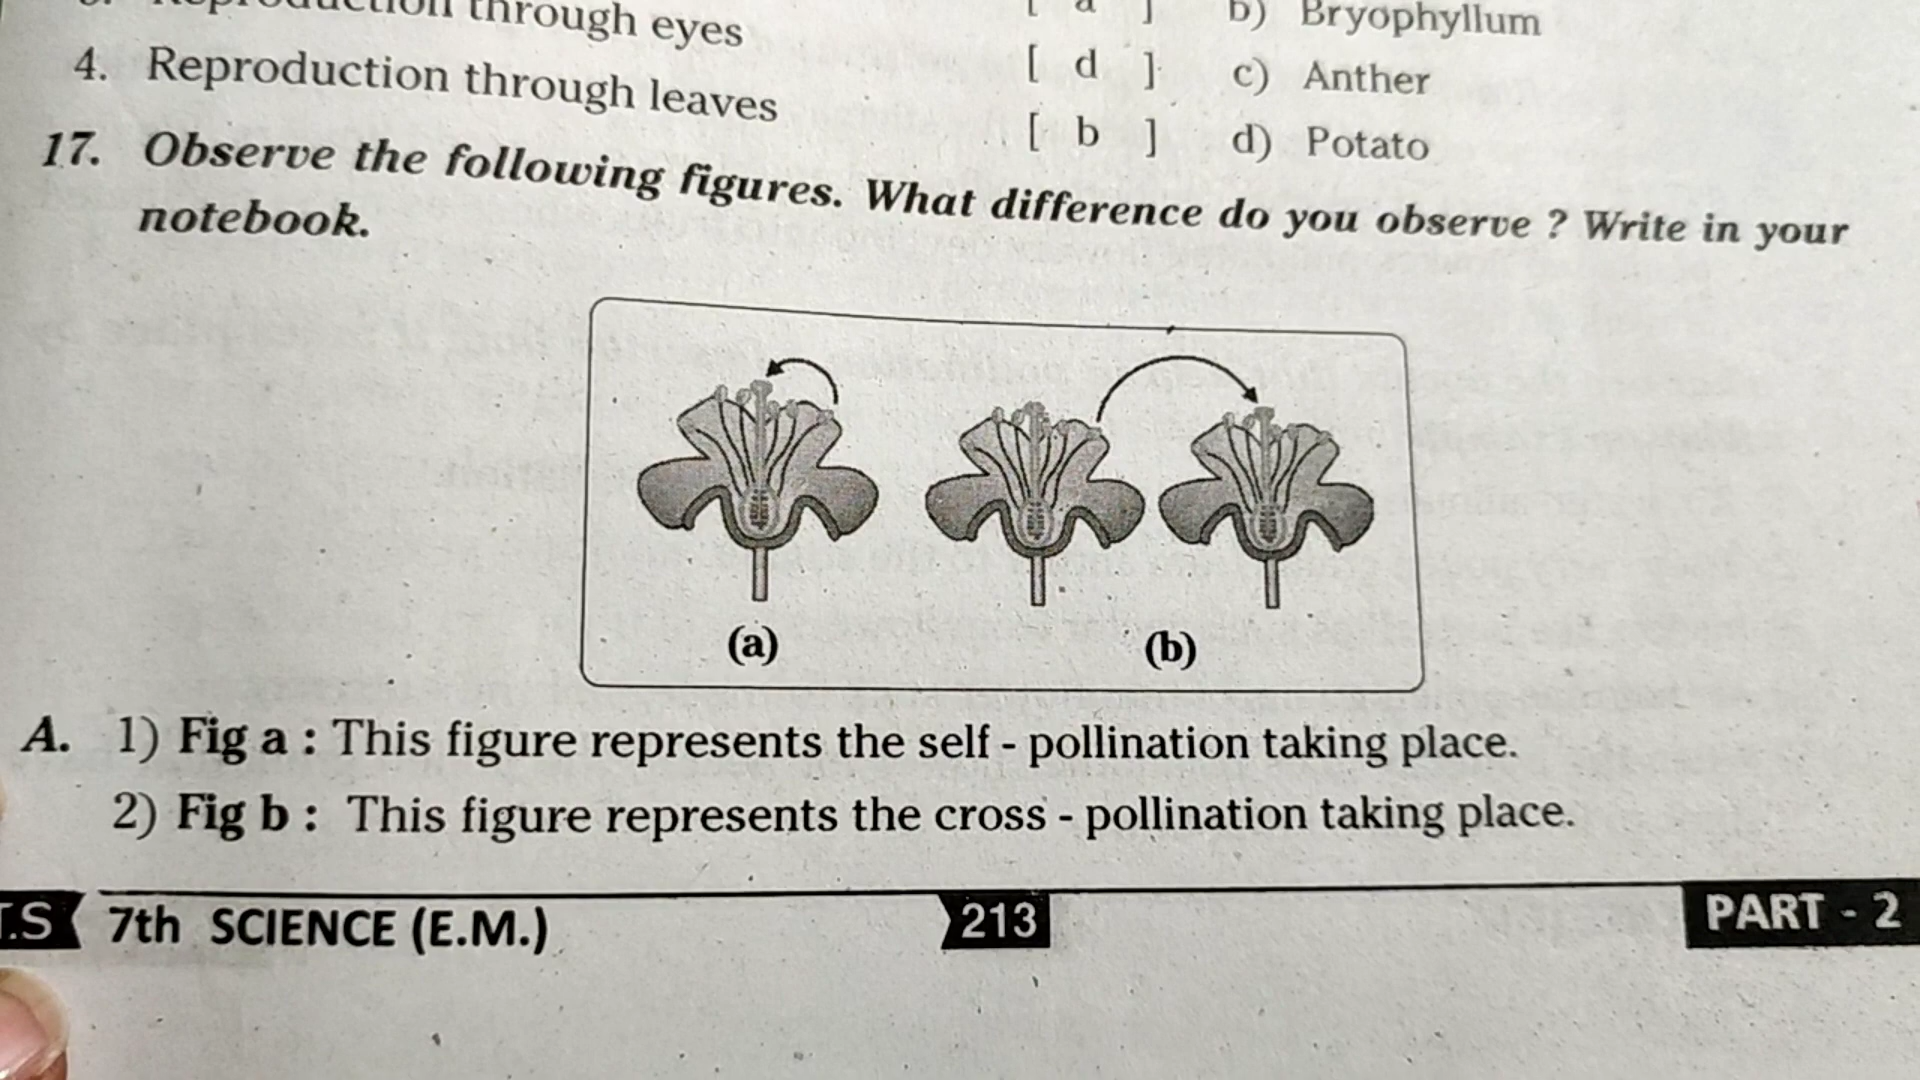 Reproduction through eyes [ a ] b) Bryophyllum
4. Reproduction through leaves [ d ] c) Anther
[ b ] d) Potato
17. Observe the following figures. What difference do you observe ? Write in your
notebook.
(a) (b)
A. 1) Fig a : This figure represents the self - pollination taking place.
2) Fig b : This figure represents the cross - pollination taking place.
T.S 7th SCIENCE (E.M.) 213 PART - 2